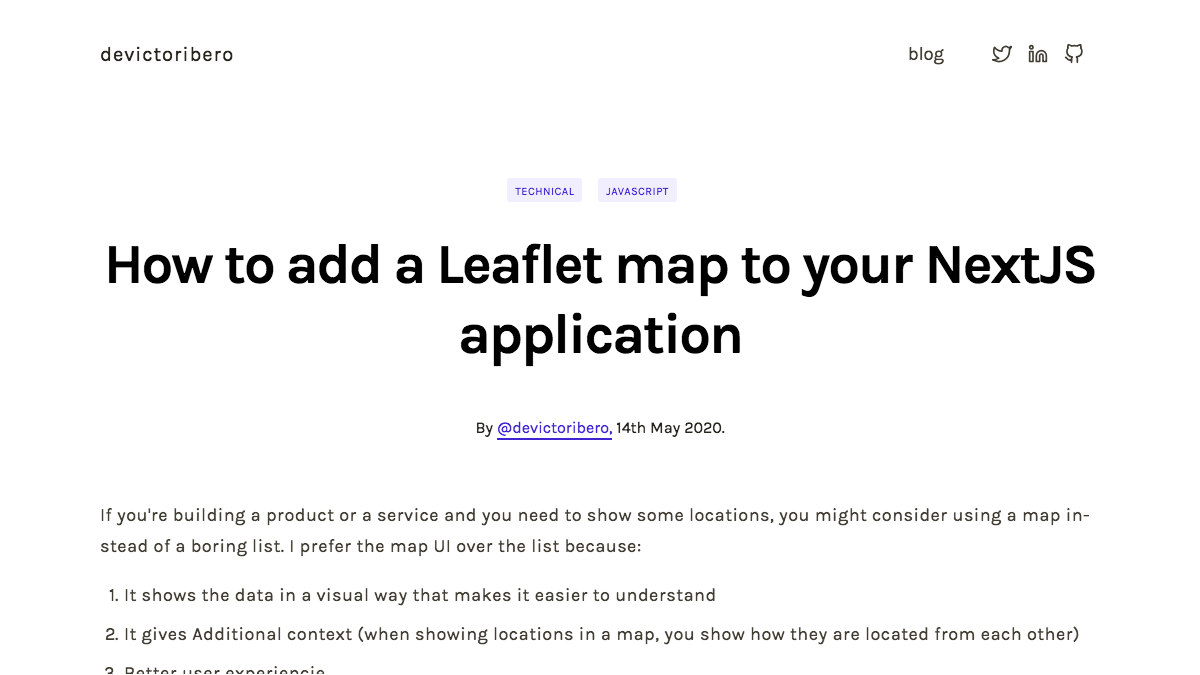 devictoribero
blog
TECHNICAL JAVASCRIPT
How to add a Leaflet map to your NextJS
application
By @devictoribero, 14th May 2020.
If you're building a product or a service and you need to show some locations, you might consider using a map in-
stead of a boring list. I prefer the map UI over the list because:
1. It shows the data in a visual way that makes it easier to understand
2. It gives Additional context (when showing locations in a map, you show how they are located from each other)
3. Better user experiencie